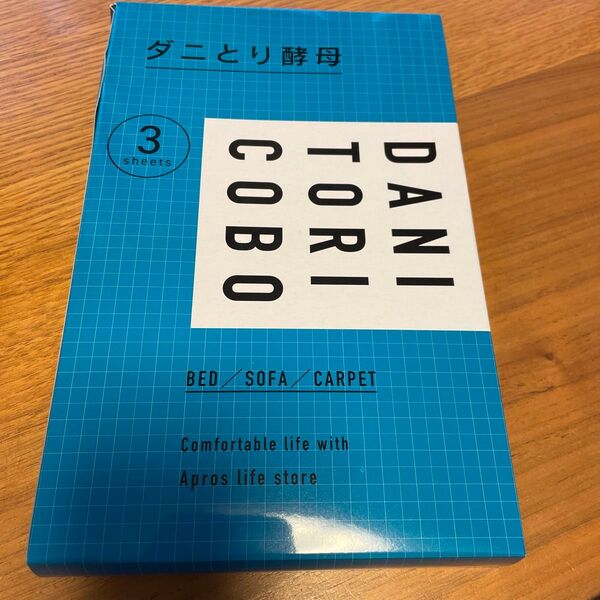 ダニとり酵母
3
sheets
DANI
TORI
COBO
BED／SOFA／CARPET
Comfortable life with
Apros life store